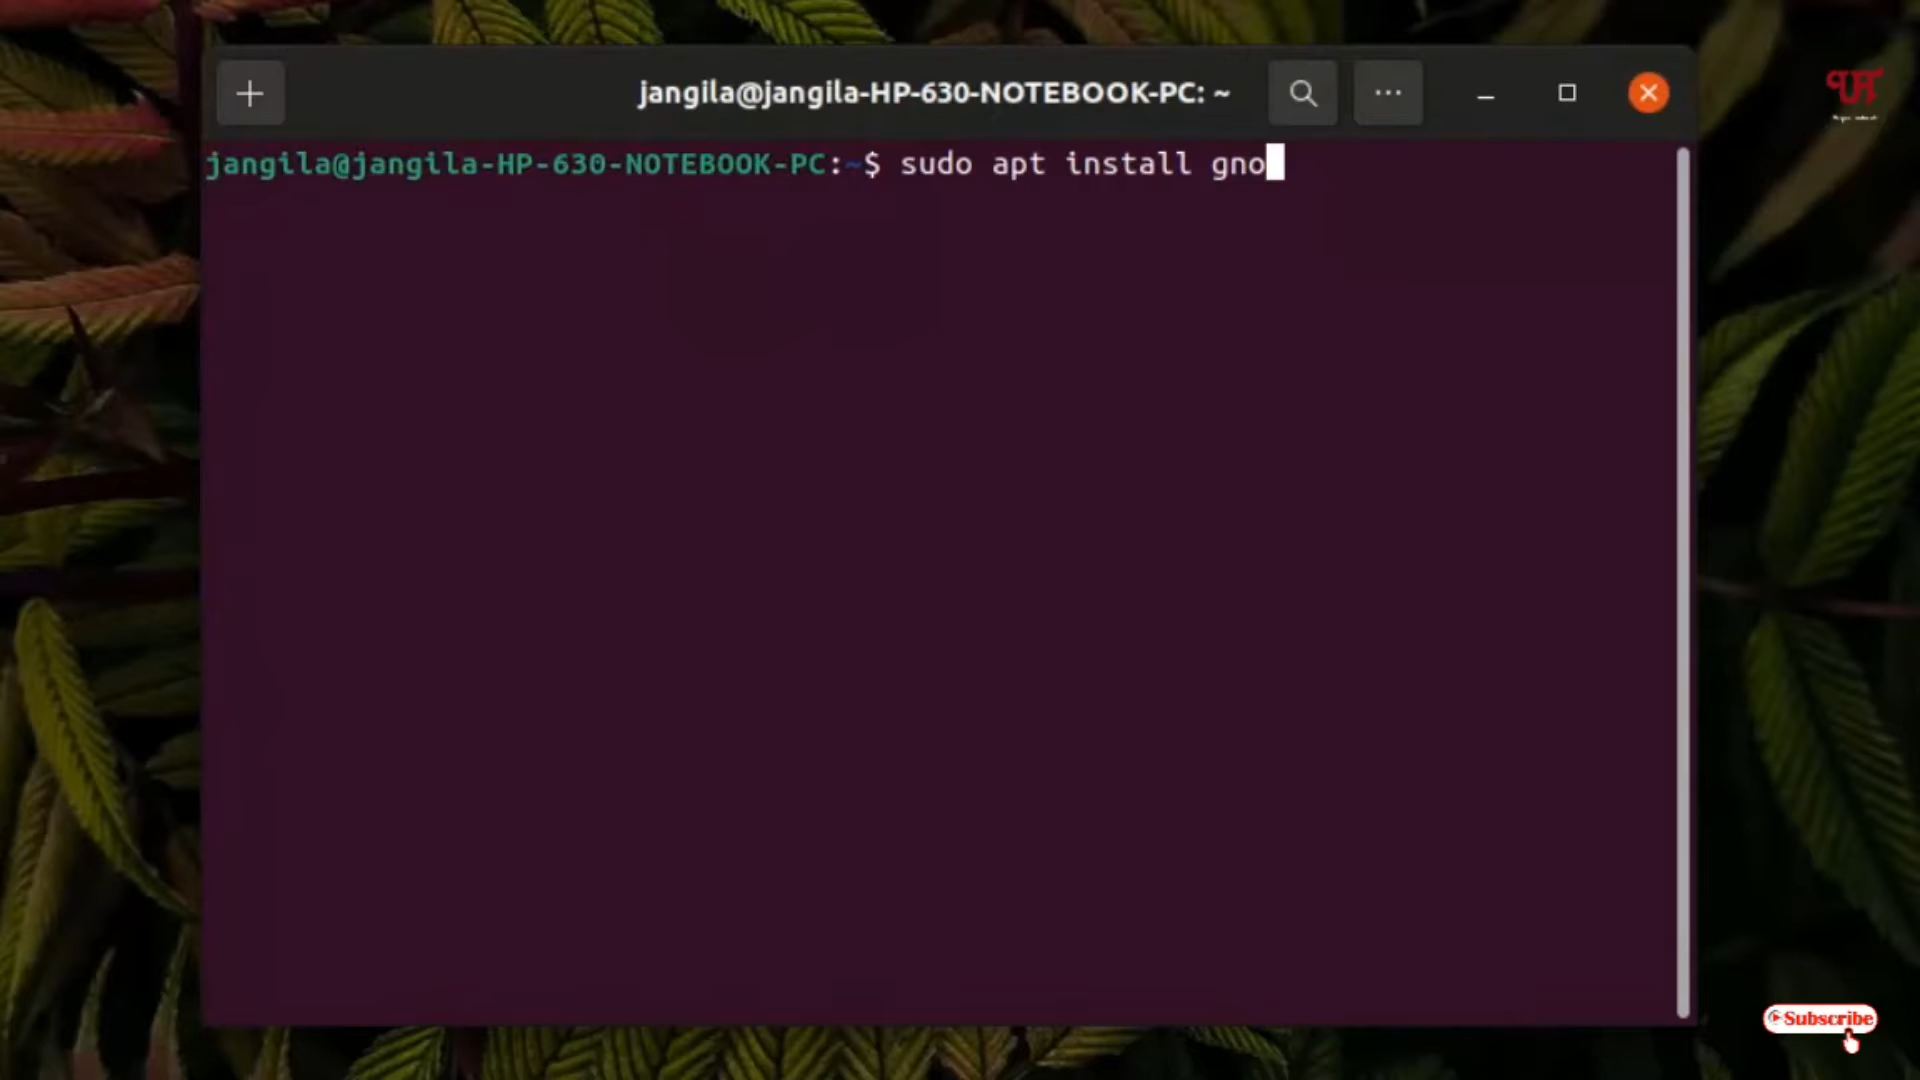 jangila@jangila-HP-630-NOTEBOOK-PC: ~
jangila@jangila-HP-630-NOTEBOOK-PC:~$ sudo apt install gno
Subscribe